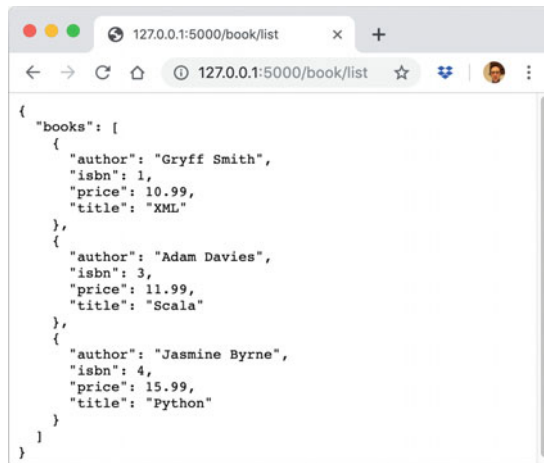 127.0.0.1:5000/book/list
127.0.0.1:5000/book/list
{
  "books": [
    {
      "author": "Gryff Smith",
      "isbn": 1,
      "price": 10.99,
      "title": "XML"
    },
    {
      "author": "Adam Davies",
      "isbn": 3,
      "price": 11.99,
      "title": "Scala"
    },
    {
      "author": "Jasmine Byrne",
      "isbn": 4,
      "price": 15.99,
      "title": "Python"
    }
  ]
}